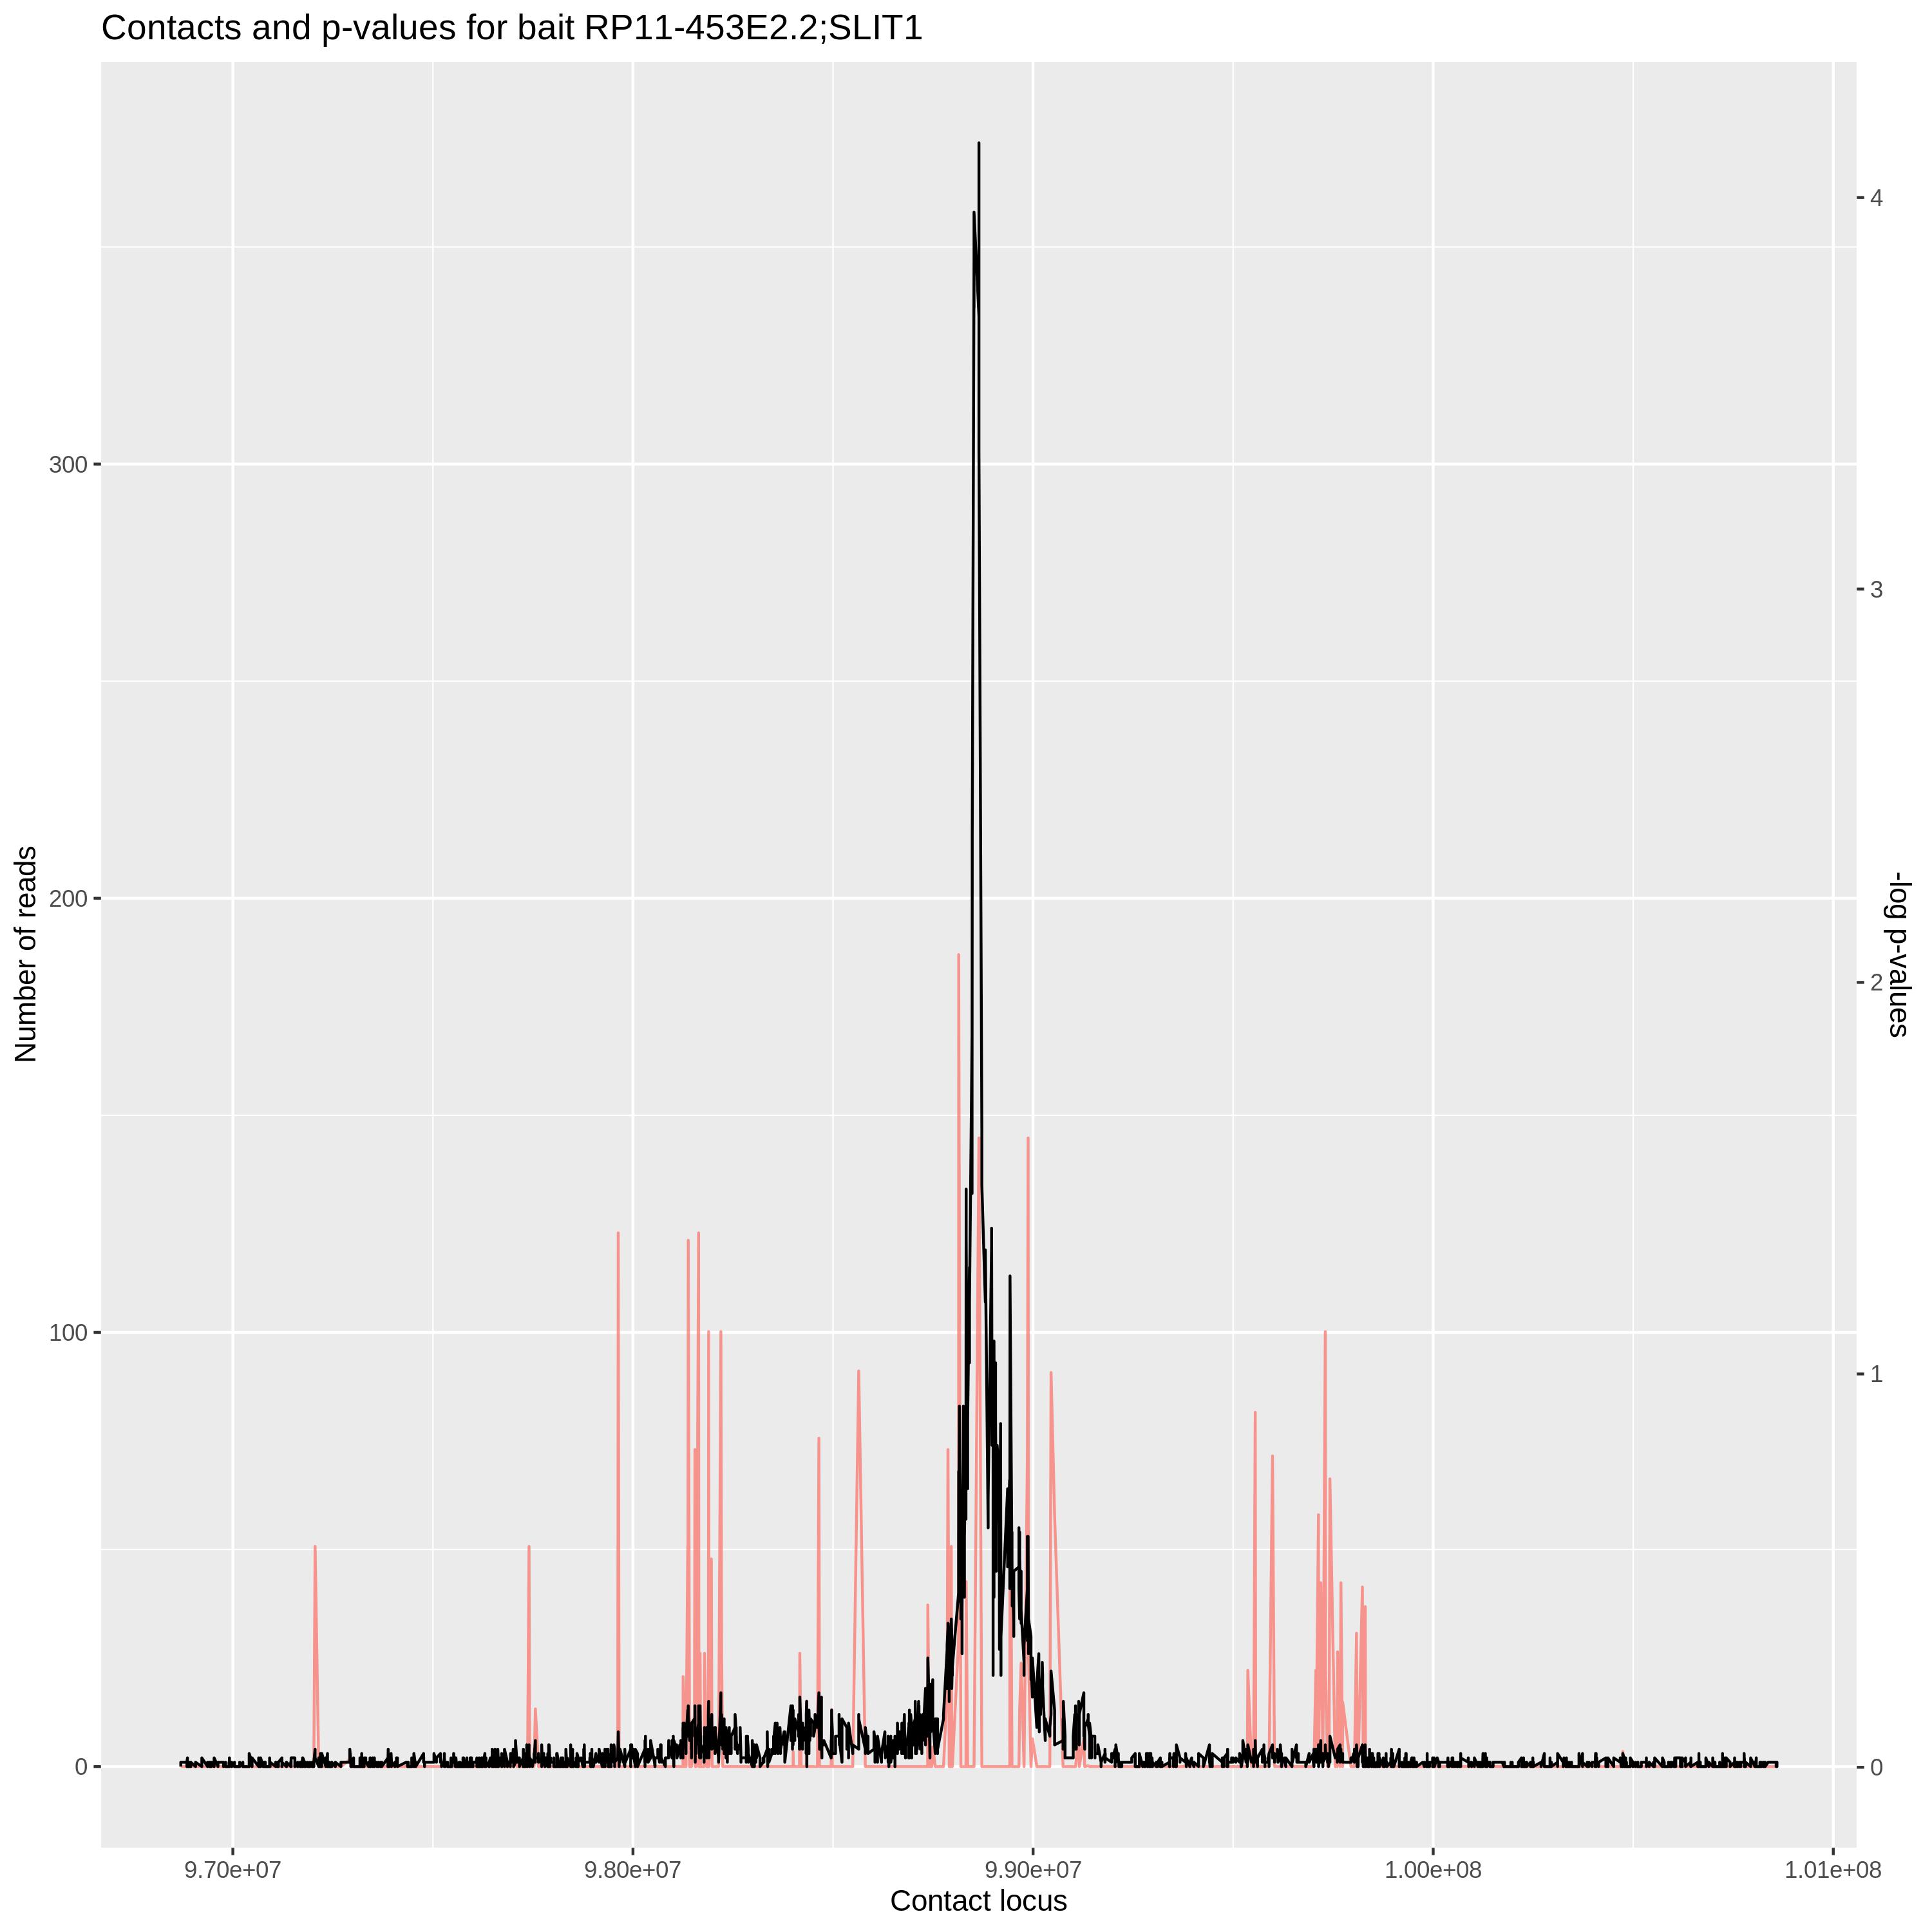 Contacts and p-values for bait RP11-453E2.2;SLIT1
Number of reads
300
200
100
0
4
3
2
1
0
-log p-values
9.70e+07
9.80e+07
9.90e+07
1.00e+08
1.01e+08
Contact locus